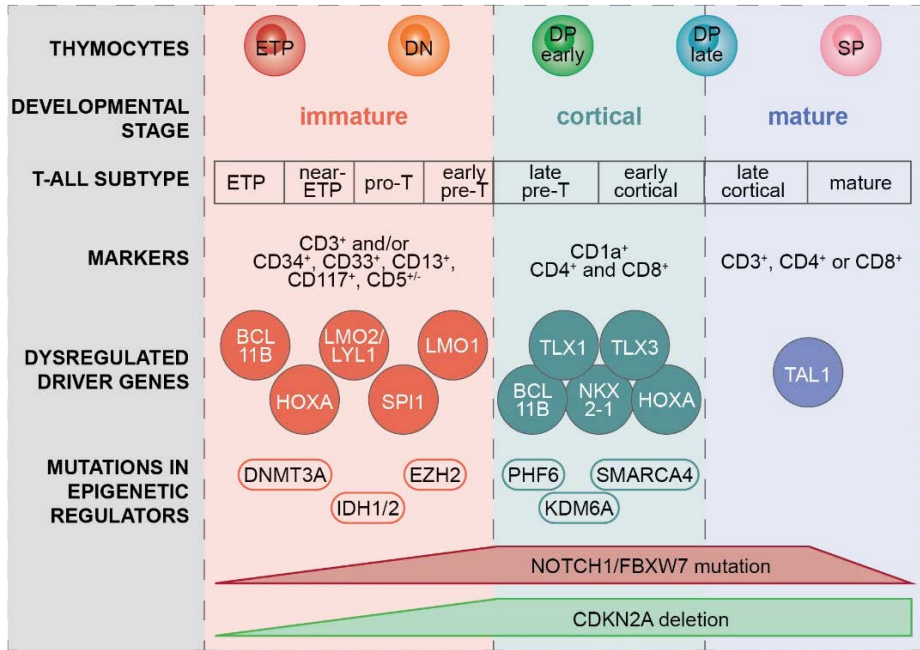 THYMOCYTES
ETP
DN
DP
early
DP
late
SP
DEVELOPMENTAL
STAGE
immature
cortical
mature
T-ALL SUBTYPE
ETP
near-
ETP
pro-T
early
pre-T
late
pre-T
early
cortical
late
cortical
mature
MARKERS
CD3⁺ and/or
CD34⁺, CD33⁺, CD13⁺,
CD117⁺, CD5⁺/⁻
CD1a⁺
CD4⁺ and CD8⁺
CD3⁺, CD4⁺ or CD8⁺
DYSREGULATED
DRIVER GENES
BCL
11B
LMO2/
LYL1
LMO1
HOXA
SPI1
TLX1
TLX3
BCL
11B
NKX
2-1
HOXA
TAL1
MUTATIONS IN
EPIGENETIC
REGULATORS
DNMT3A
EZH2
IDH1/2
PHF6
SMARCA4
KDM6A
NOTCH1/FBXW7 mutation
CDKN2A deletion